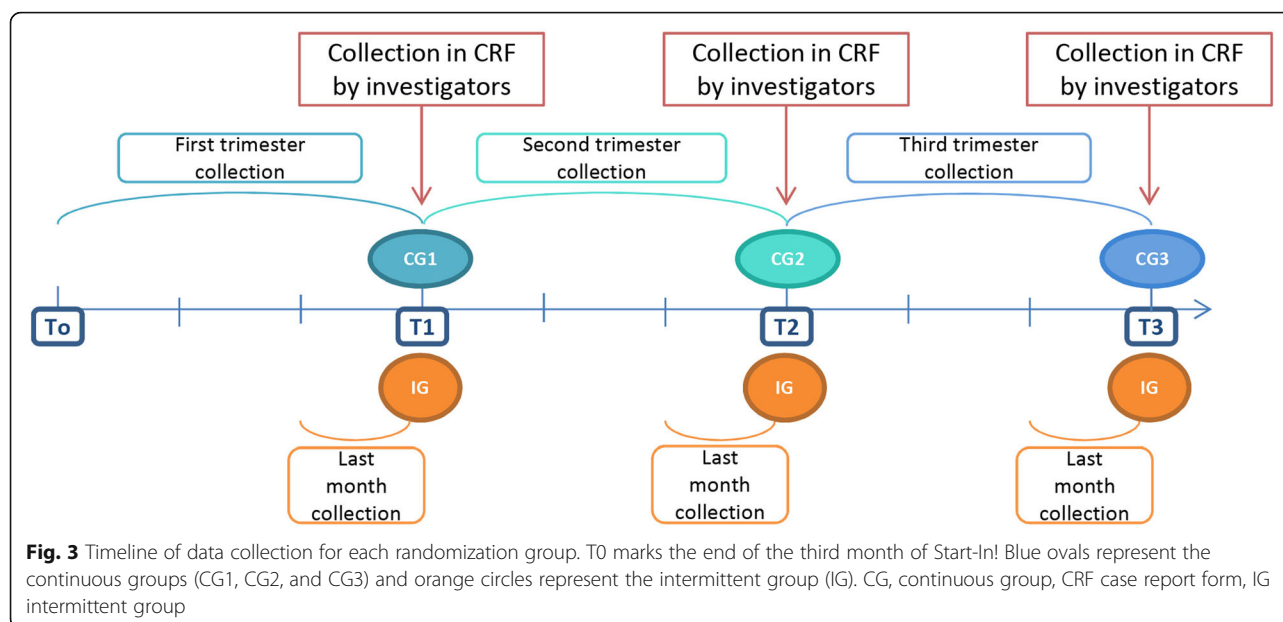 Collection in CRF
by investigators
Collection in CRF
by investigators
Collection in CRF
by investigators
First trimester
collection
Second trimester
collection
Third trimester
collection
CG1
CG2
CG3
To
T1
T2
T3
IG
IG
IG
Last
month
collection
Last
month
collection
Last
month
collection
Fig. 3 Timeline of data collection for each randomization group. T0 marks the end of the third month of Start-In! Blue ovals represent the
continuous groups (CG1, CG2, and CG3) and orange circles represent the intermittent group (IG). CG, continuous group, CRF case report form, IG
intermittent group